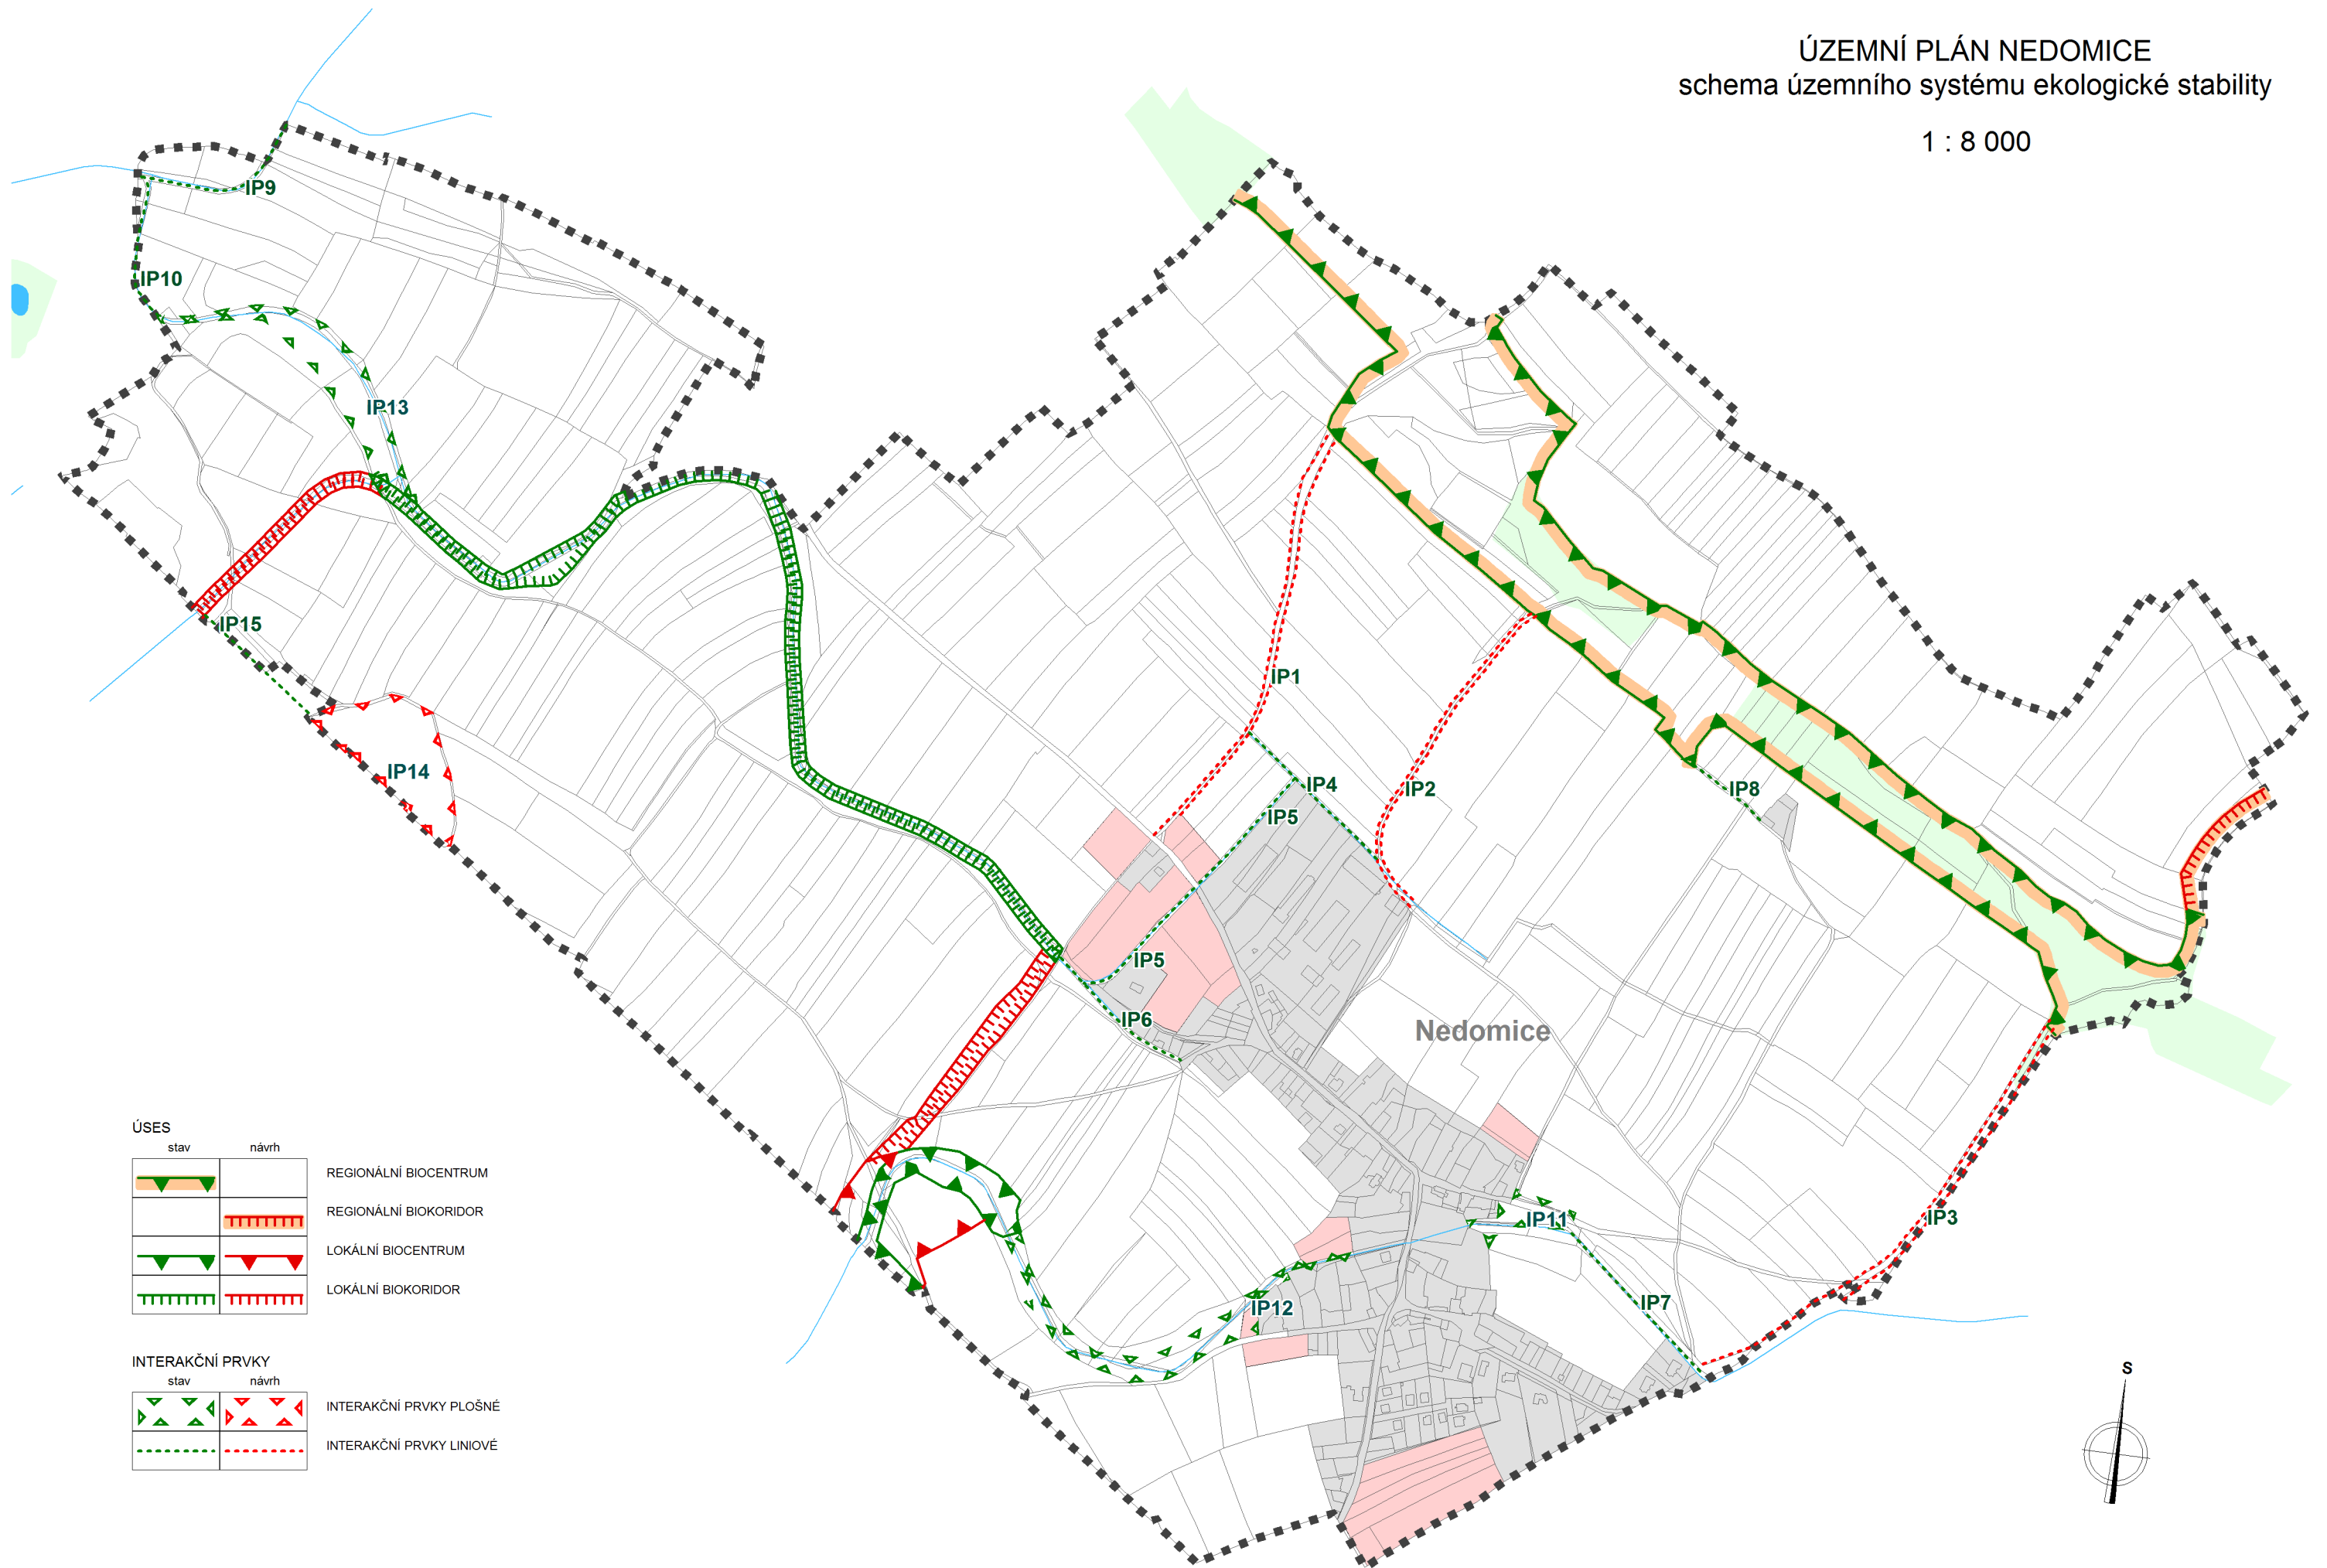 ÚZEMNÍ PLÁN NEDOMICE
schema územního systému ekologické stability
1 : 8 000
IP9
IP10
IP13
IP15
IP14
IP1
IP4
IP2
IP5
IP8
IP5
IP6
Nedomice
IP11
IP3
IP12
IP7
ÚSES
stav návrh
REGIONÁLNÍ BIOCENTRUM
REGIONÁLNÍ BIOKORIDOR
LOKÁLNÍ BIOCENTRUM
LOKÁLNÍ BIOKORIDOR
INTERAKČNÍ PRVKY
stav návrh
INTERAKČNÍ PRVKY PLOŠNÉ
INTERAKČNÍ PRVKY LINIOVÉ
S